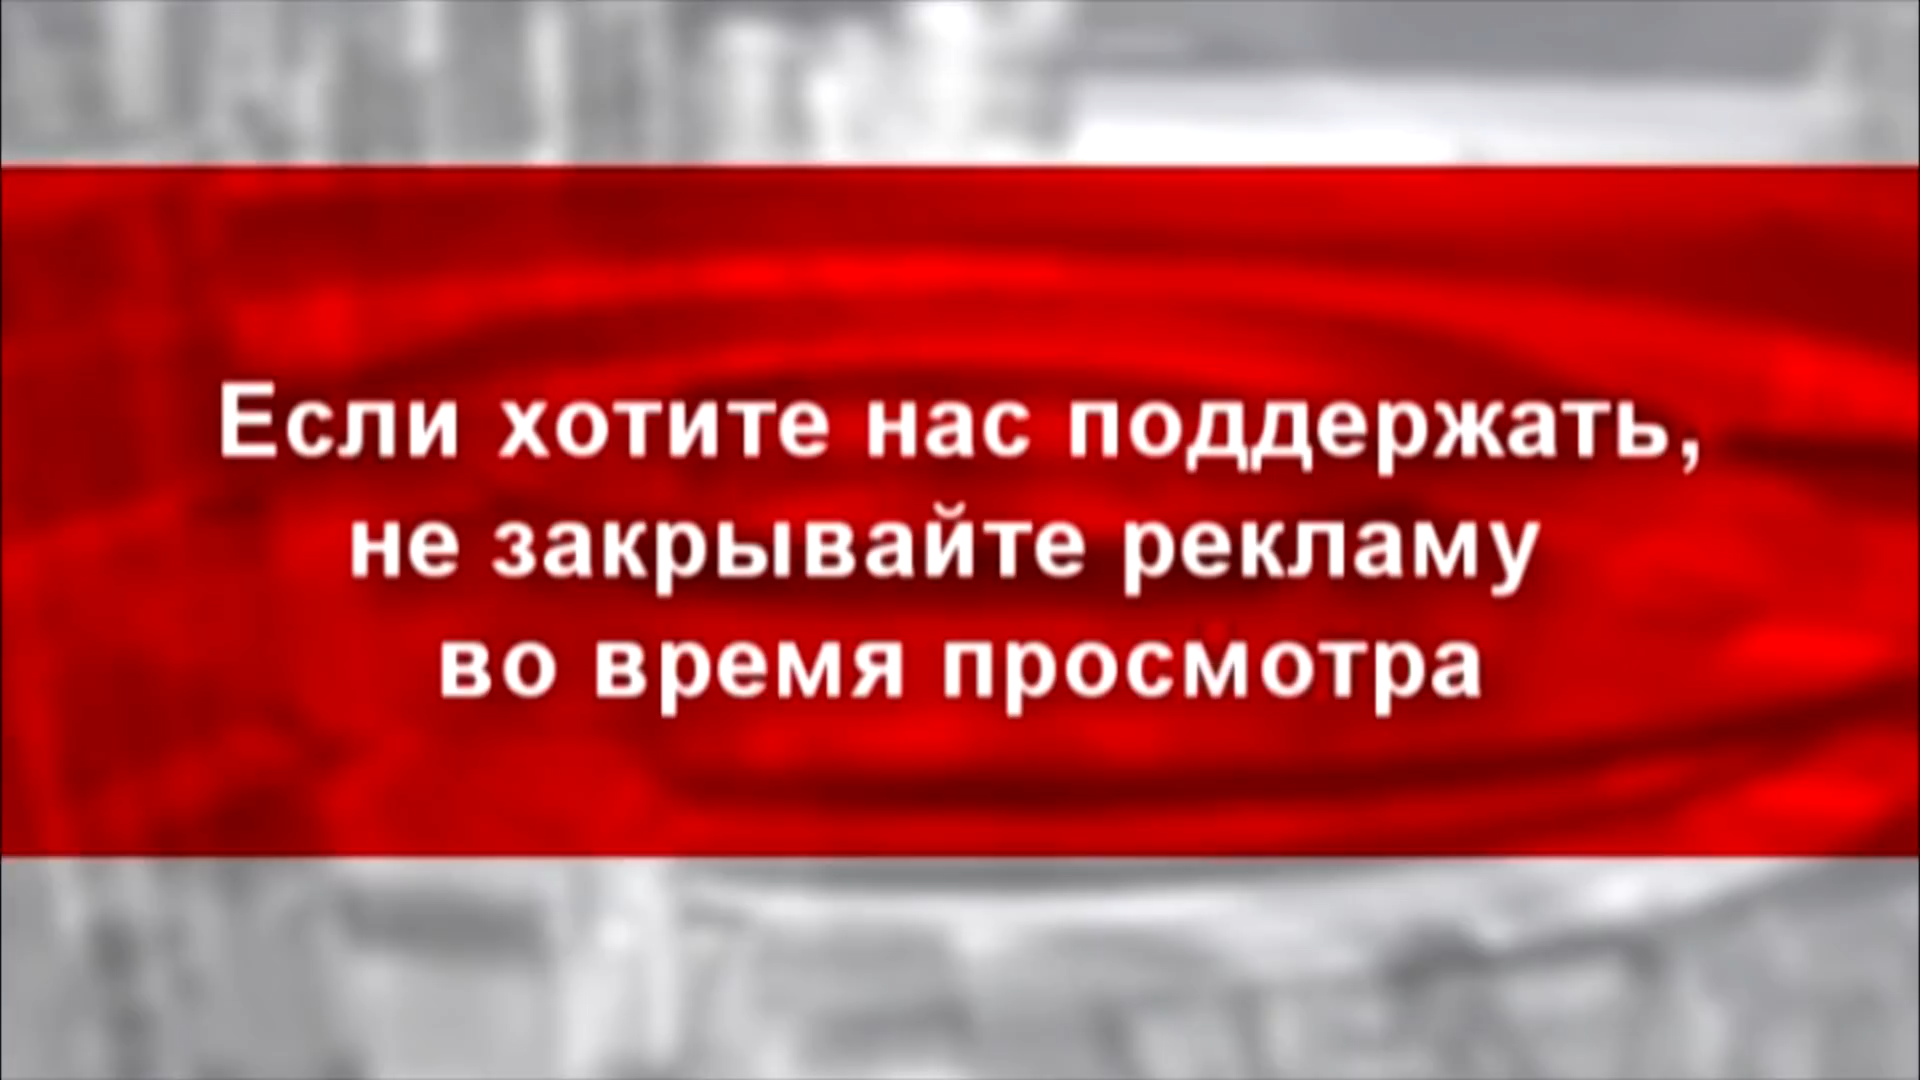 Если хотите нас поддержать,
не закрывайте рекламу
во время просмотра